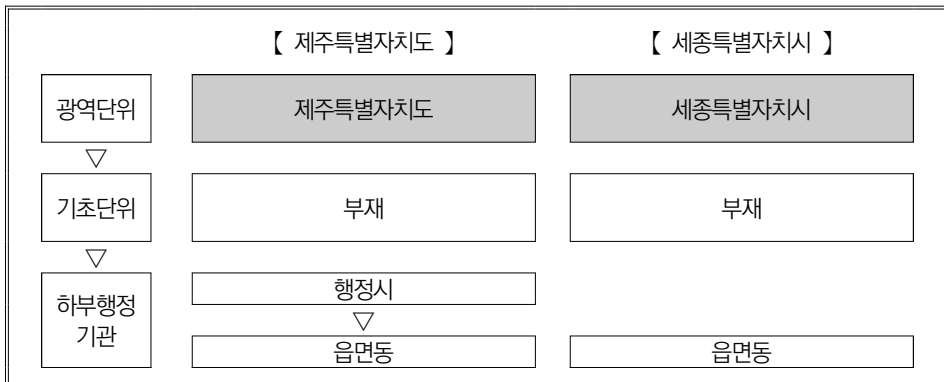 【 제주특별자치도 】 【 세종특별자치시 】
광역단위 제주특별자치도 세종특별자치시
▽
기초단위 부재 부재
▽
하부행정
기관
행정시
▽
읍면동 읍면동